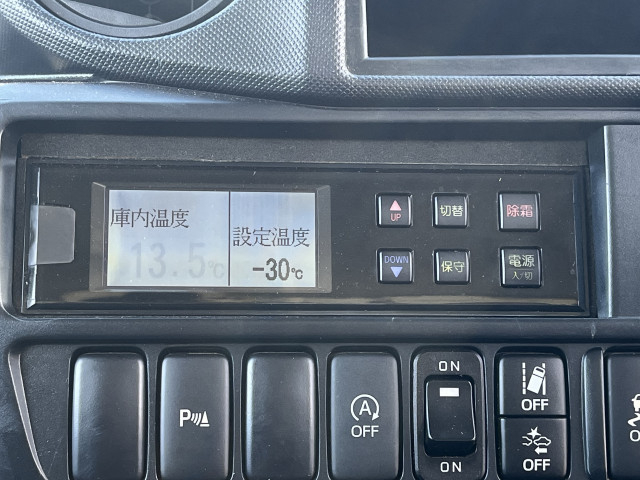 庫内温度
13.5℃
設定温度
-30℃
UP
切替
除霜
DOWN
保守
電源
入/切
P
A
OFF
ON
ON
OFF
OFF